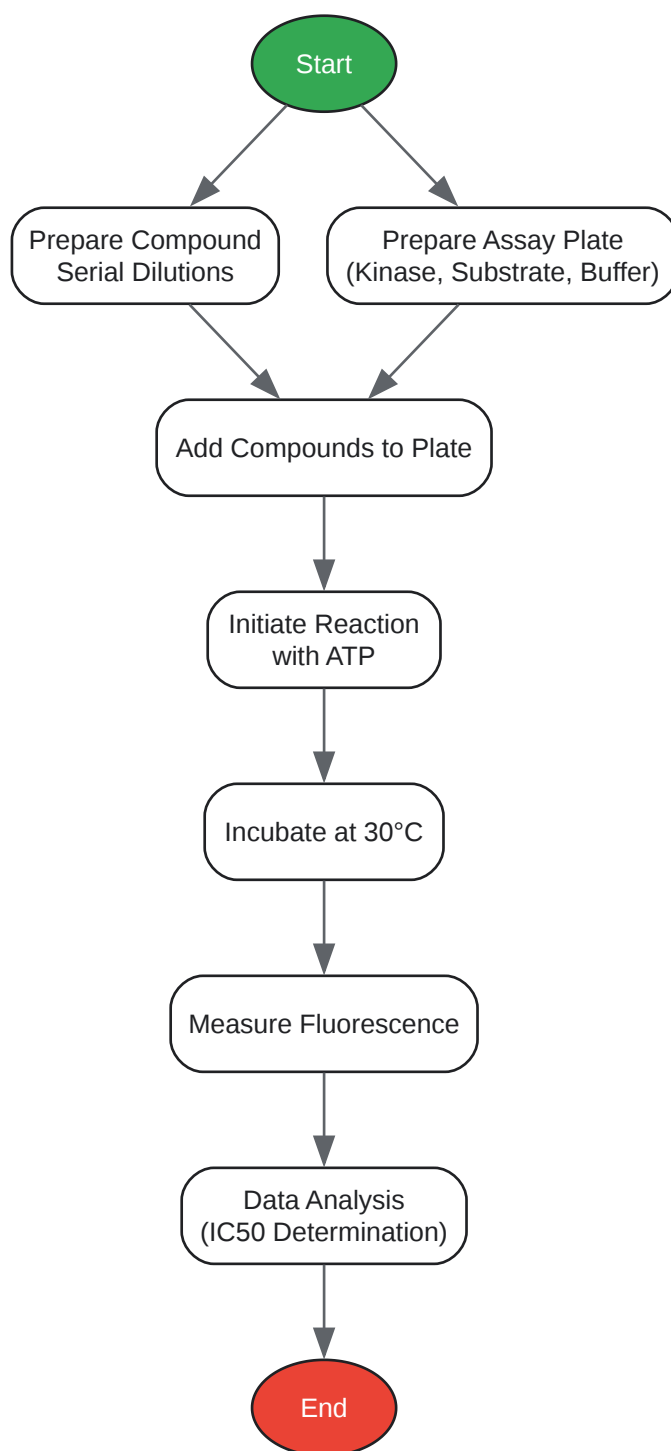 Start
Prepare Compound
Serial Dilutions
Prepare Assay Plate
(Kinase, Substrate, Buffer)
Add Compounds to Plate
Initiate Reaction
with ATP
Incubate at 30°C
Measure Fluorescence
Data Analysis
(IC50 Determination)
End